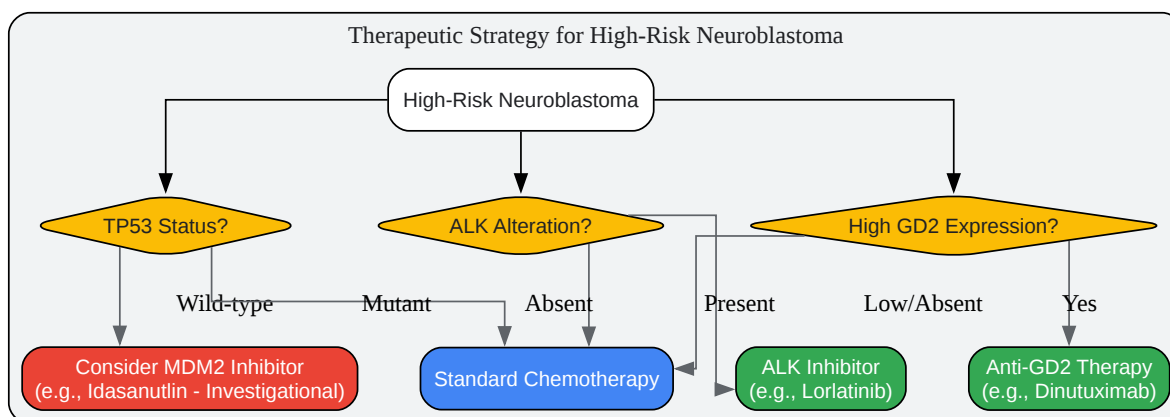 Therapeutic Strategy for High-Risk Neuroblastoma
High-Risk Neuroblastoma
TP53 Status?
ALK Alteration?
High GD2 Expression?
Wild-type
Mutant
Absent
Present
Low/Absent
Yes
Consider MDM2 Inhibitor
(e.g., Idasanutlin - Investigational)
Standard Chemotherapy
ALK Inhibitor
(e.g., Lorlatinib)
Anti-GD2 Therapy
(e.g., Dinutuximab)